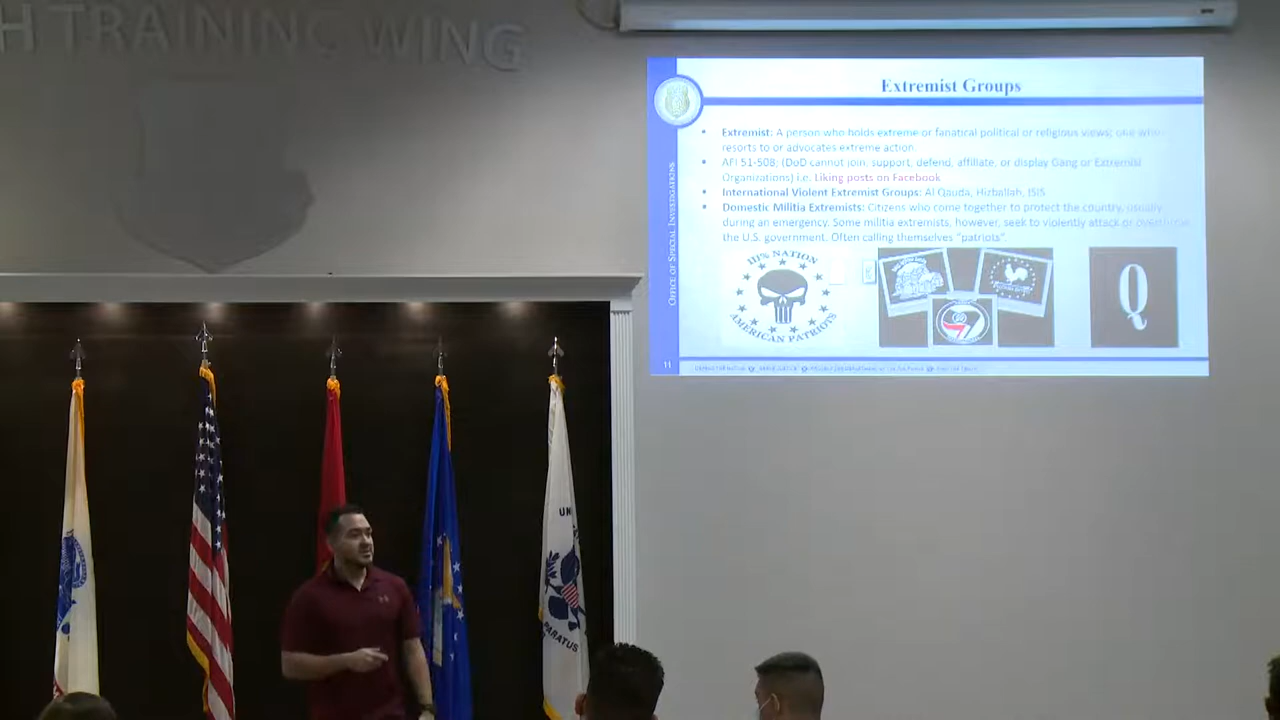 H TRAINING WING
Extremist Groups
Extremist: A person who holds extreme or fanatical political or religious views; one who
resorts to or advocates extreme action.
AFI 51-508; (DoD cannot join, support, defend, affiliate, or display Gang or Extremist
Organizations) i.e. Liking posts on Facebook
International Violent Extremist Groups: Al Qauda, Hizballah, ISIS
Domestic Militia Extremists: Citizens who come together to protect the country, usually
during an emergency. Some militia extremists, however, seek to violently attack or overthrow
the U.S. government. Often calling themselves "patriots".
OFFICE OF SPECIAL INVESTIGATIONS
III% NATION
AMERICAN PATRIOTS
Q
11
UN
PARATUS